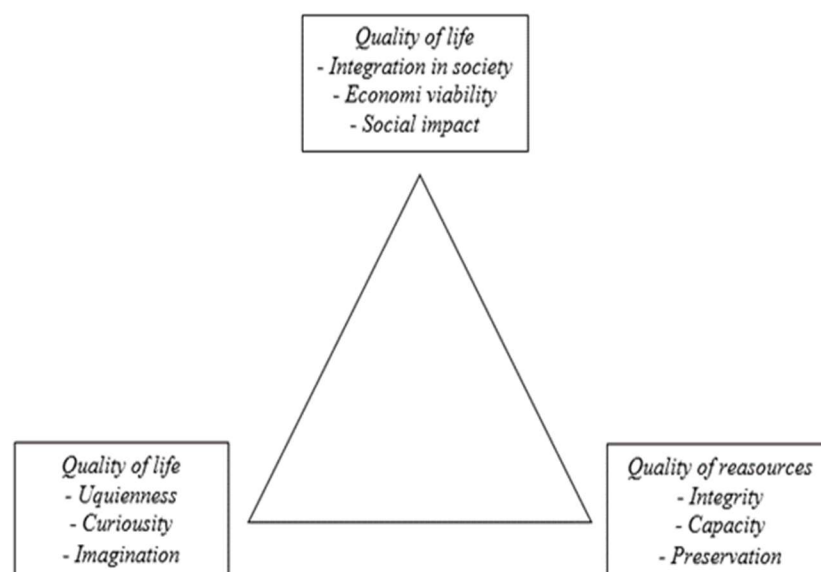 Quality of life
- Integration in society
- Economi viability
- Social impact
Quality of life
- Uquienness
- Curiousity
- Imagination
Quality of reasources
- Integrity
- Capacity
- Preservation